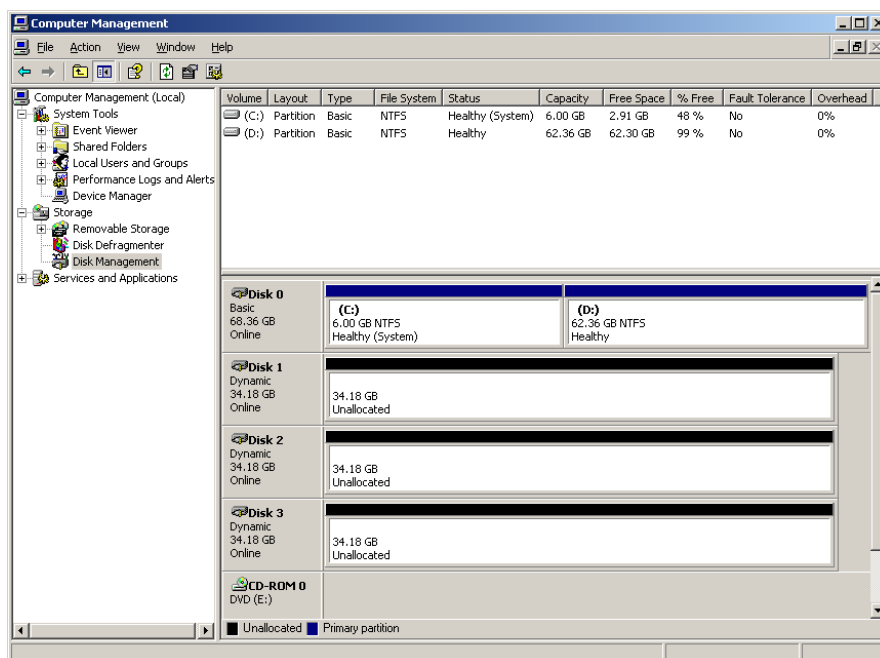 Computer Management
File Action View Window Help
Computer Management (Local)
System Tools
Event Viewer
Shared Folders
Local Users and Groups
Performance Logs and Alerts
Device Manager
Storage
Removable Storage
Disk Defragmenter
Disk Management
Services and Applications
Volume Layout Type File System Status Capacity Free Space % Free Fault Tolerance Overhead
(C:) Partition Basic NTFS Healthy (System) 6.00 GB 2.91 GB 48 % No 0%
(D:) Partition Basic NTFS Healthy 62.36 GB 62.30 GB 99 % No 0%
Disk 0
Basic
68.36 GB
Online
(C:)
6.00 GB NTFS
Healthy (System)
(D:)
62.36 GB NTFS
Healthy
Disk 1
Dynamic
34.18 GB
Online
34.18 GB
Unallocated
Disk 2
Dynamic
34.18 GB
Online
34.18 GB
Unallocated
Disk 3
Dynamic
34.18 GB
Online
34.18 GB
Unallocated
CD-ROM 0
DVD (E:)
Unallocated Primary partition